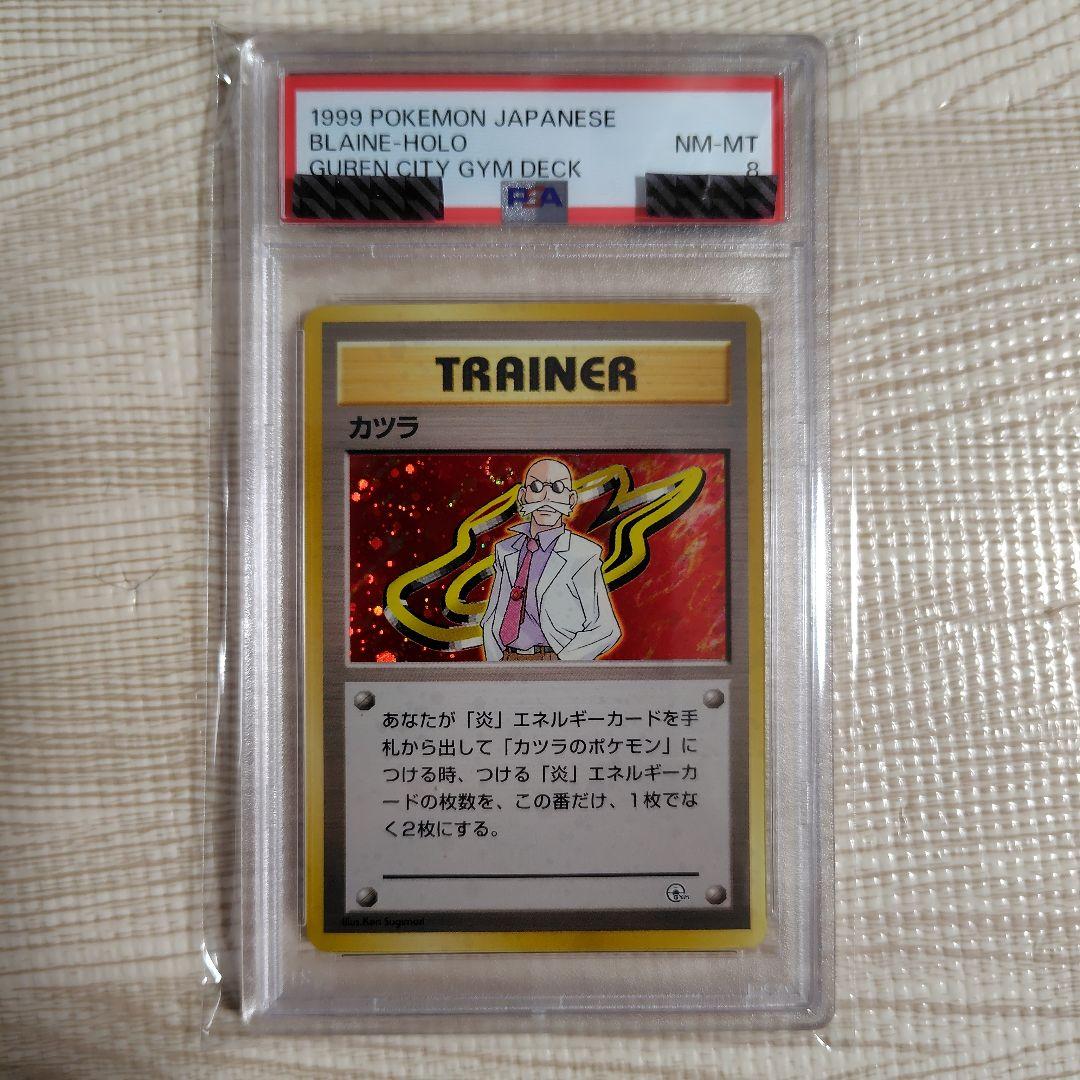 1999 POKEMON JAPANESE
BLAINE-HOLO NM-MT
GUREN CITY GYM DECK 8
PSA
TRAINER
カツラ
あなたが「炎」エネルギーカードを手
札から出して「カツラのポケモン」に
つける時、つける「炎」エネルギーカ
ードの枚数を、この番だけ、1枚でな
く2枚にする。
Illus. Ken Sugimori